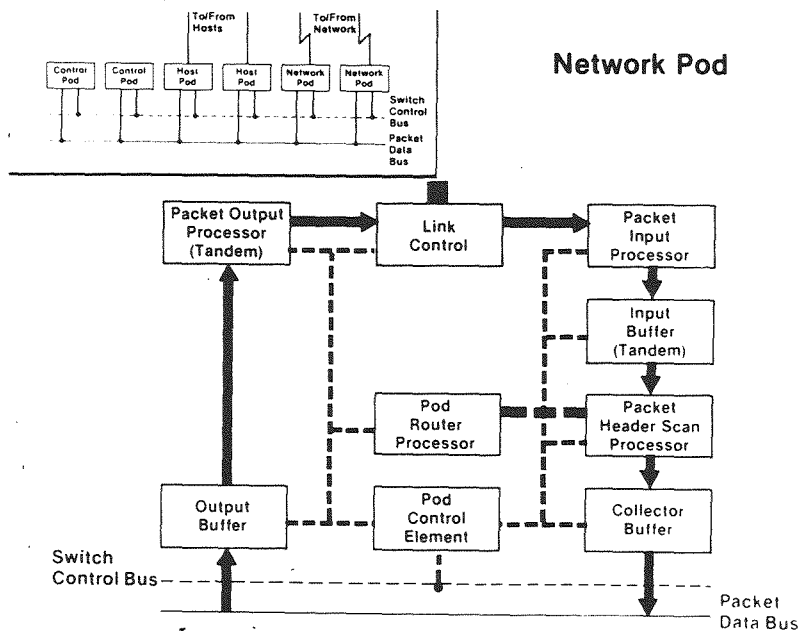 To/From
Hosts
To/From
Network
Control
Pod
Control
Pod
Host
Pod
Host
Pod
Network
Pod
Network
Pod
Switch
Control
Bus
Packet
Data
Bus
Network Pod
Packet Output
Processor
(Tandem)
Link
Control
Packet
Input
Processor
Input
Buffer
(Tandem)
Pod
Router
Processor
Packet
Header Scan
Processor
Output
Buffer
Pod
Control
Element
Collector
Buffer
Switch
Control Bus
Packet
Data Bus